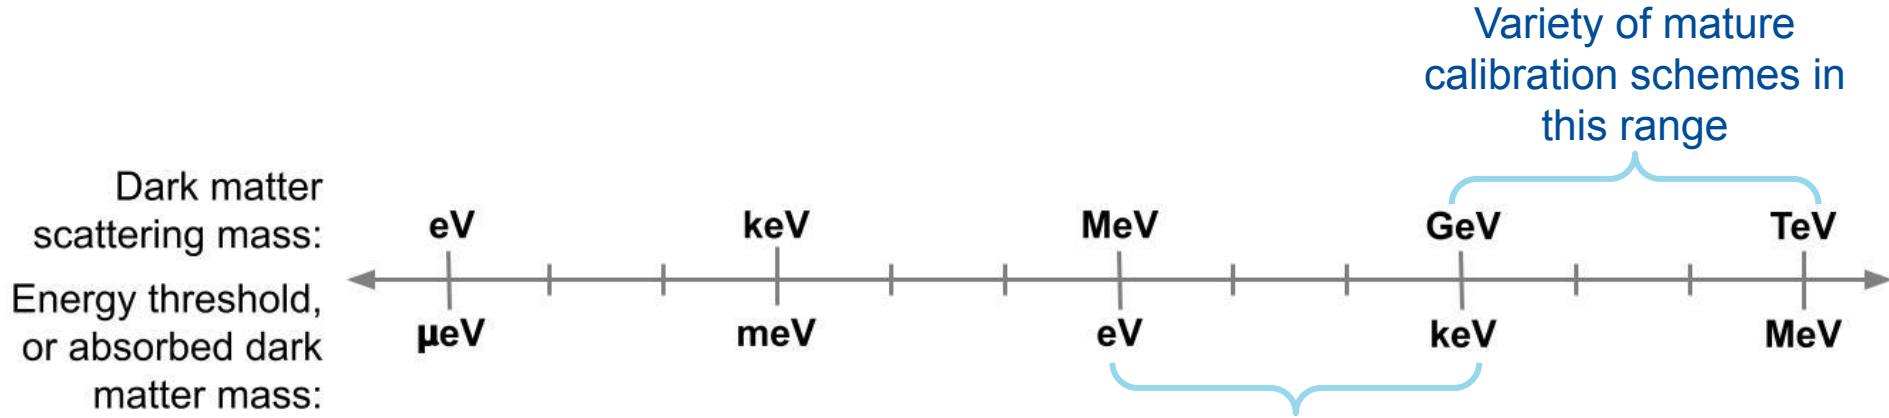 Variety of mature
calibration schemes in
this range
Dark matter
scattering mass:
eV keV MeV GeV TeV
Energy threshold,
or absorbed dark
matter mass:
µeV meV eV keV MeV